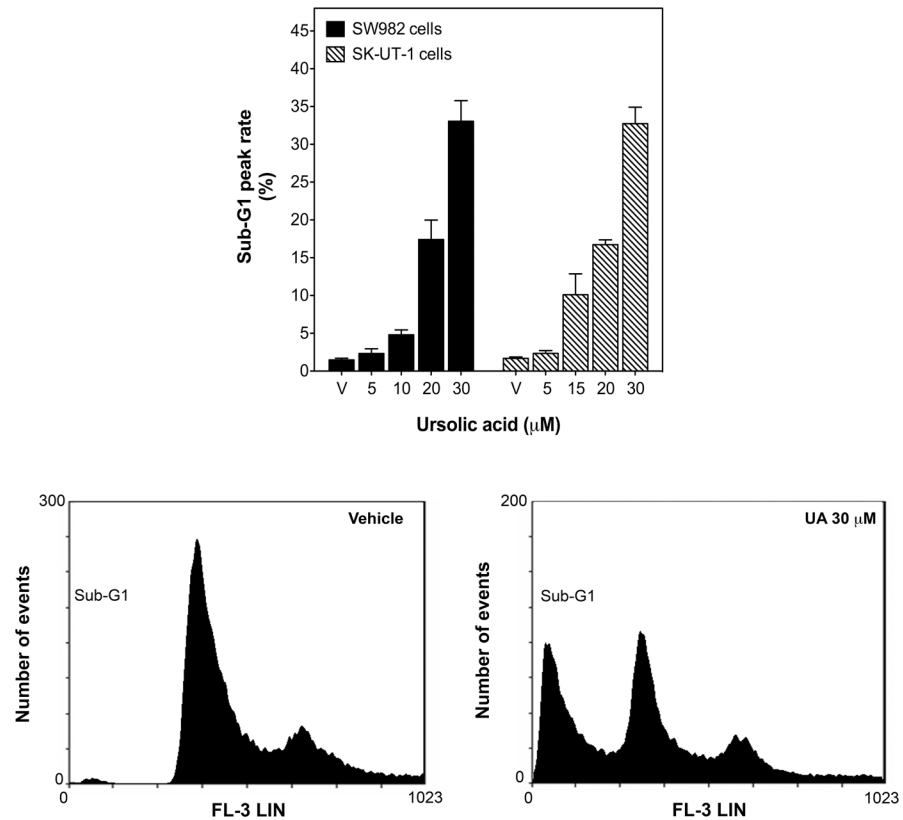 45
40
35
30
25
20
15
10
5
0
Sub-G1 peak rate
(%)
SW982 cells
SK-UT-1 cells
V 5 10 20 30 V 5 15 20 30
Ursolic acid (μM)
300
0
Number of events
Vehicle
Sub-G1
0 1023
FL-3 LIN
200
0
Number of events
UA 30 μM
Sub-G1
0 1023
FL-3 LIN